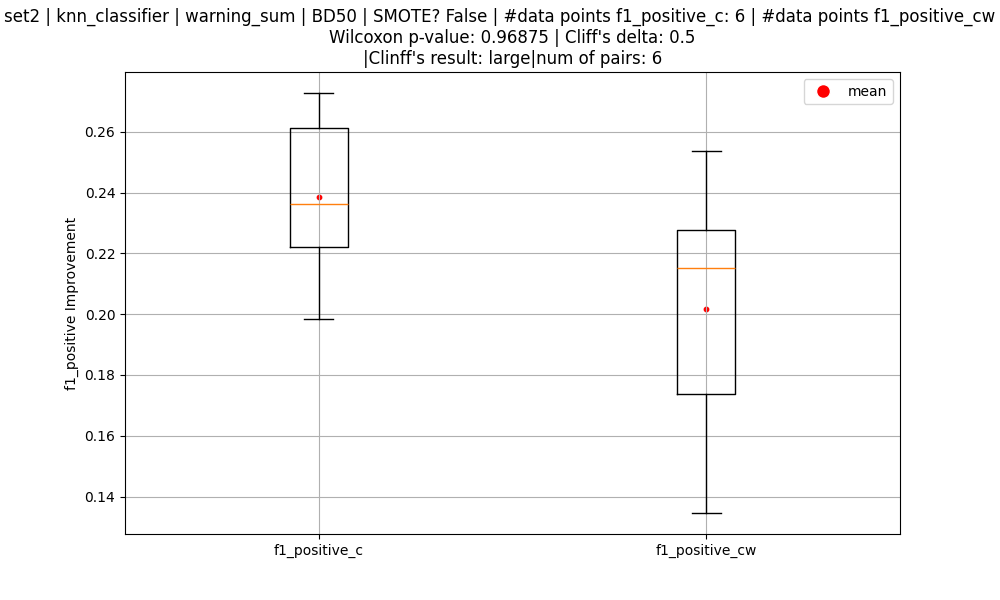 set2 | knn_classifier | warning_sum | BD50 | SMOTE? False | #data points f1_positive_c: 6 | #data points f1_positive_cw
Wilcoxon p-value: 0.96875 | Cliff's delta: 0.5
|Clinff's result: large|num of pairs: 6
mean
0.26
0.24
0.22
0.20
0.18
0.16
0.14
f1_positive Improvement
f1_positive_c
f1_positive_cw